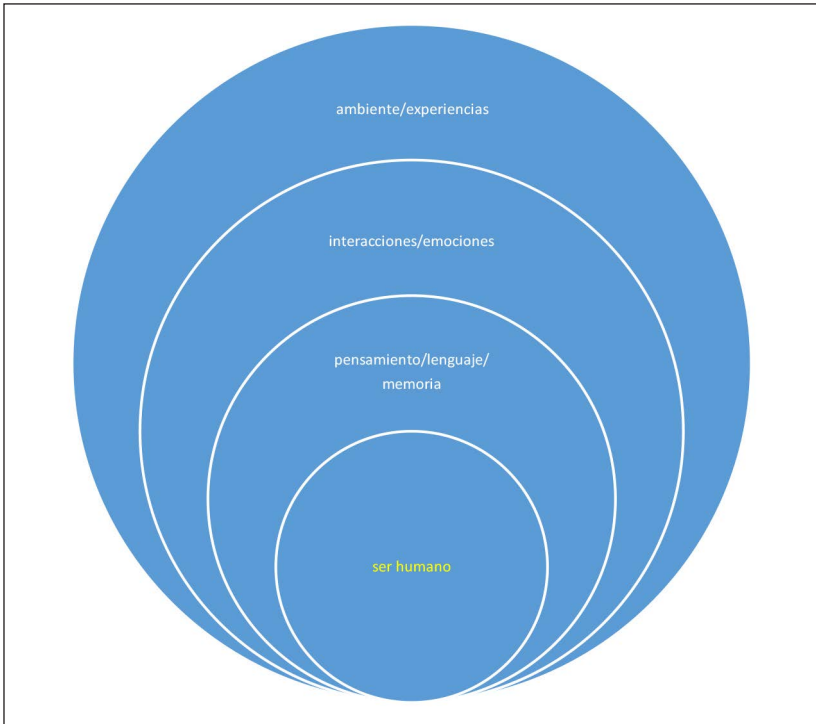 ambiente/experiencias
interacciones/emociones
pensamiento/lenguaje/
memoria
ser humano